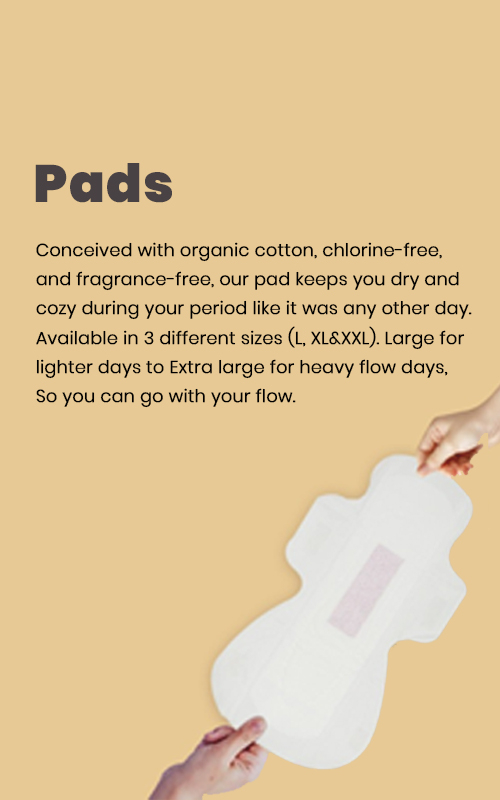 Pads
Conceived with organic cotton, chlorine-free,
and fragrance-free, our pad keeps you dry and
cozy during your period like it was any other day.
Available in 3 different sizes (L, XL&XXL). Large for
lighter days to Extra large for heavy flow days,
So you can go with your flow.